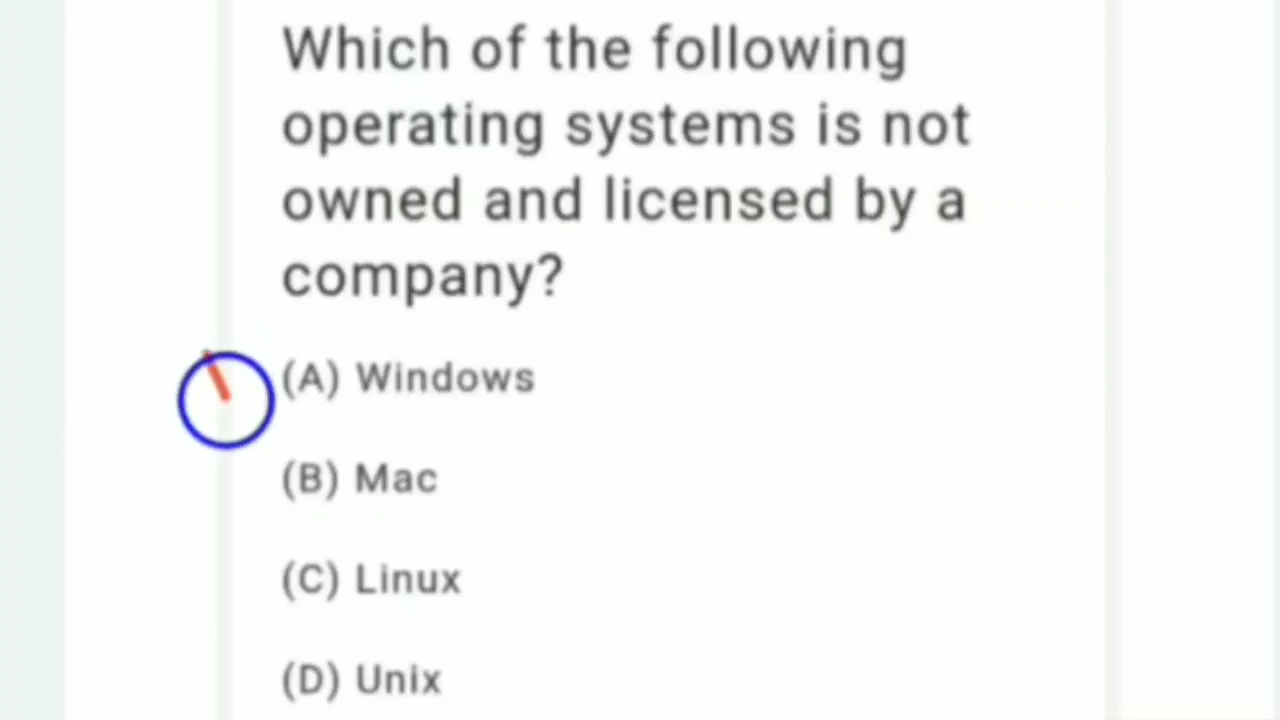 Which of the following
operating systems is not
owned and licensed by a
company?
(A) Windows
(B) Mac
(C) Linux
(D) Unix